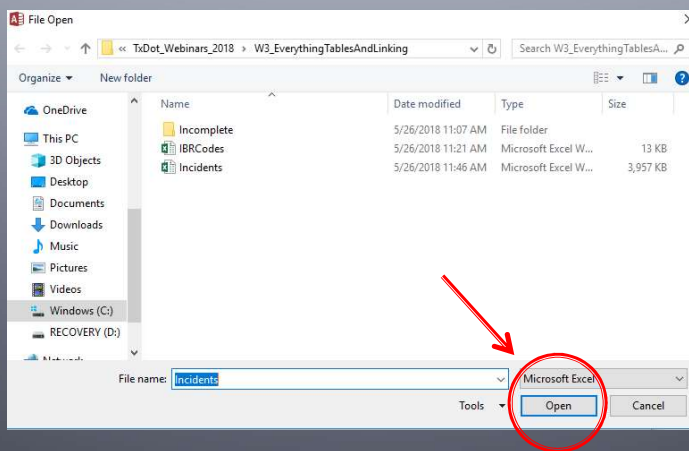 File Open
« TxDot_Webinars_2018 > W3_EverythingTablesAndLinking
Search W3_EverythingTablesA...
Organize
New folder
Name Date modified Type Size
OneDrive
This PC
3D Objects
Desktop
Documents
Downloads
Music
Pictures
Videos
Windows (C:)
RECOVERY (D:)
Incomplete 5/26/2018 11:07 AM File folder
IBRCodes 5/26/2018 11:21 AM Microsoft Excel W... 13 KB
Incidents 5/26/2018 11:46 AM Microsoft Excel W... 3,957 KB
File name: Incidents
Microsoft Excel
Tools
Open
Cancel